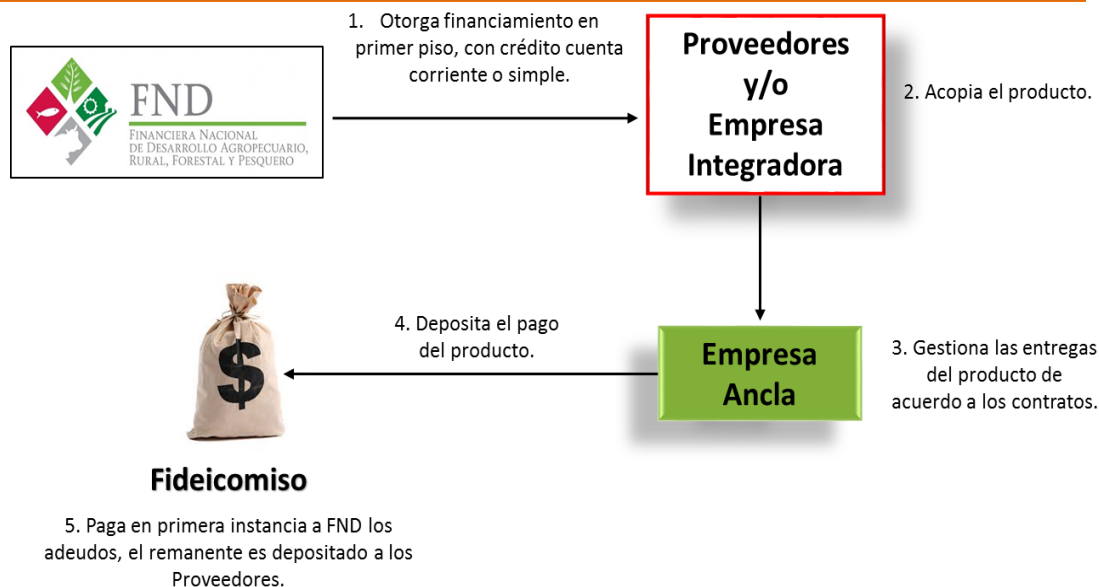 1. Otorga financiamiento en
primer piso, con crédito cuenta
corriente o simple.
FND
FINANCIERA NACIONAL
DE DESARROLLO AGROPECUARIO,
RURAL, FORESTAL Y PESQUERO
Proveedores
y/o
Empresa
Integradora
2. Acopia el producto.
4. Deposita el pago
del producto.
Empresa
Ancla
3. Gestiona las entregas
del producto de
acuerdo a los contratos.
$
Fideicomiso
5. Paga en primera instancia a FND los
adeudos, el remanente es depositado a los
Proveedores.